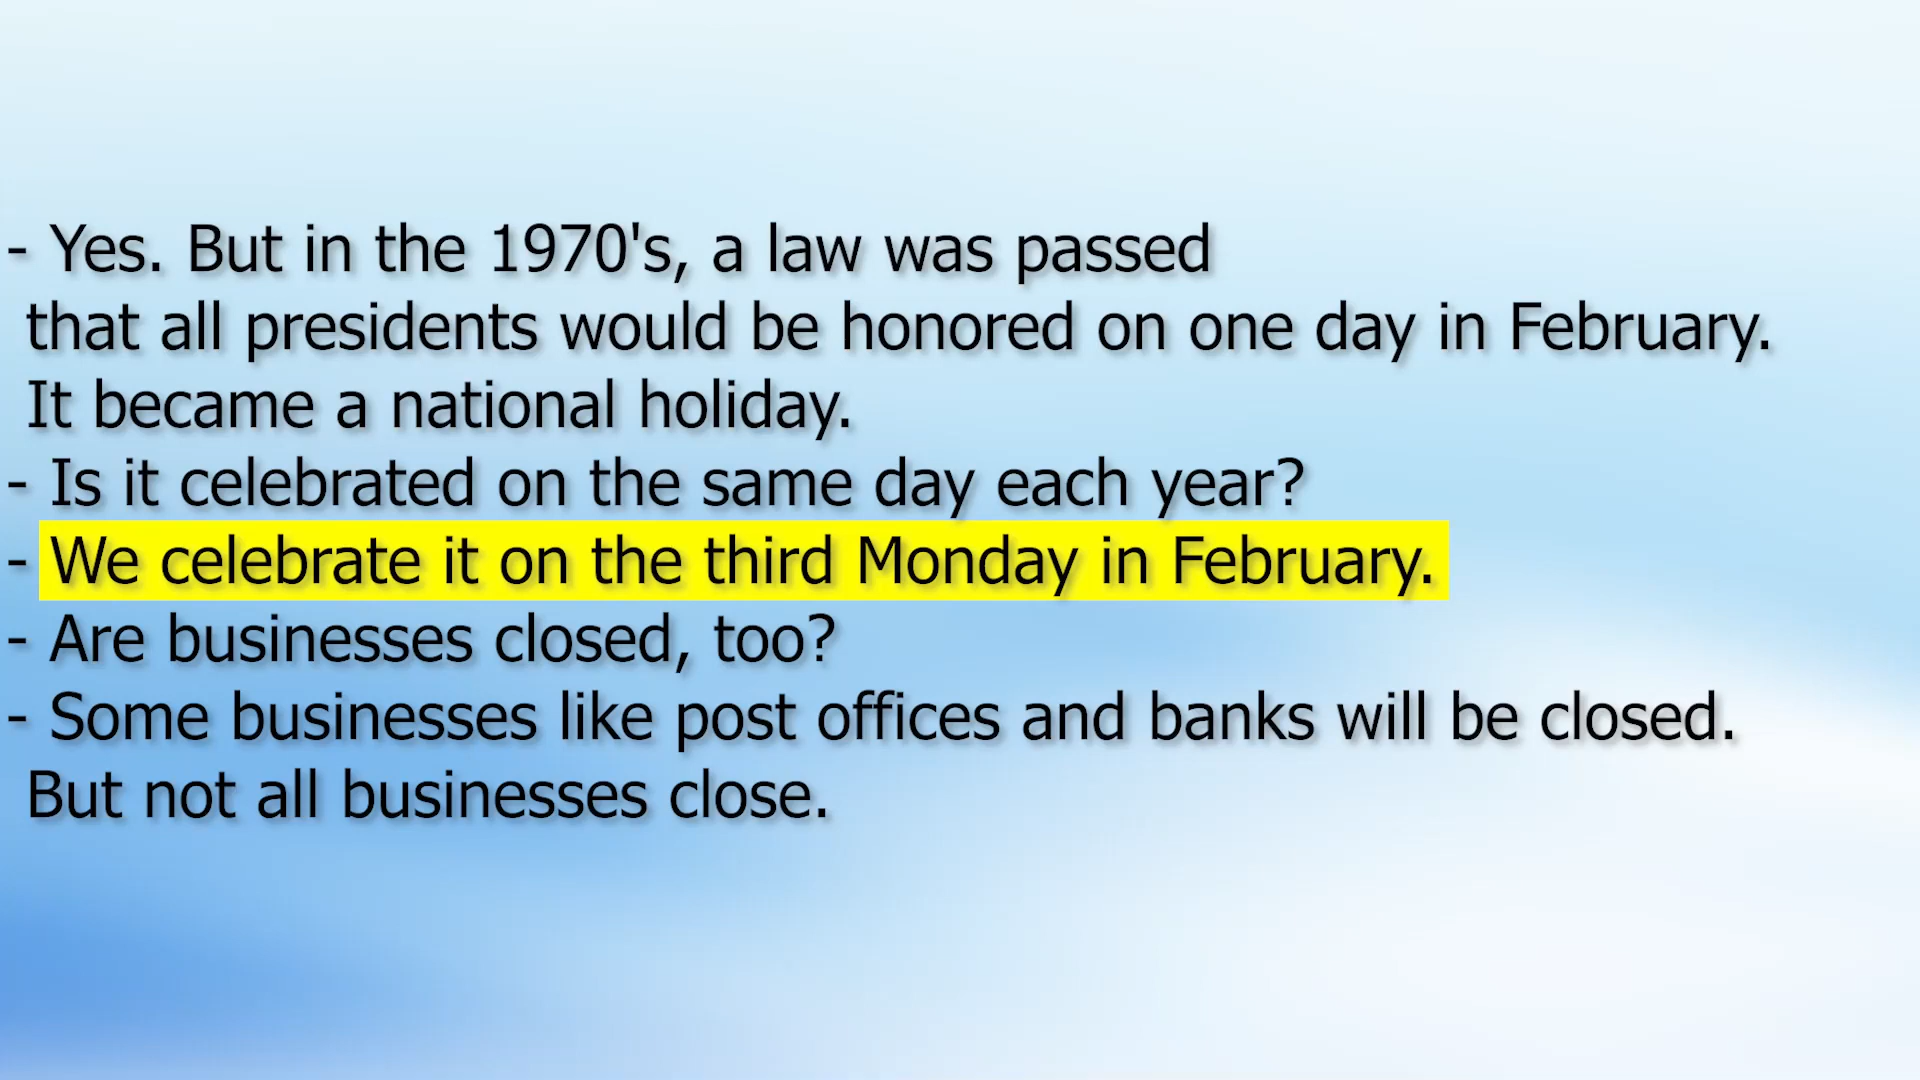 - Yes. But in the 1970's, a law was passed
that all presidents would be honored on one day in February.
It became a national holiday.
- Is it celebrated on the same day each year?
- We celebrate it on the third Monday in February.
- Are businesses closed, too?
- Some businesses like post offices and banks will be closed.
But not all businesses close.